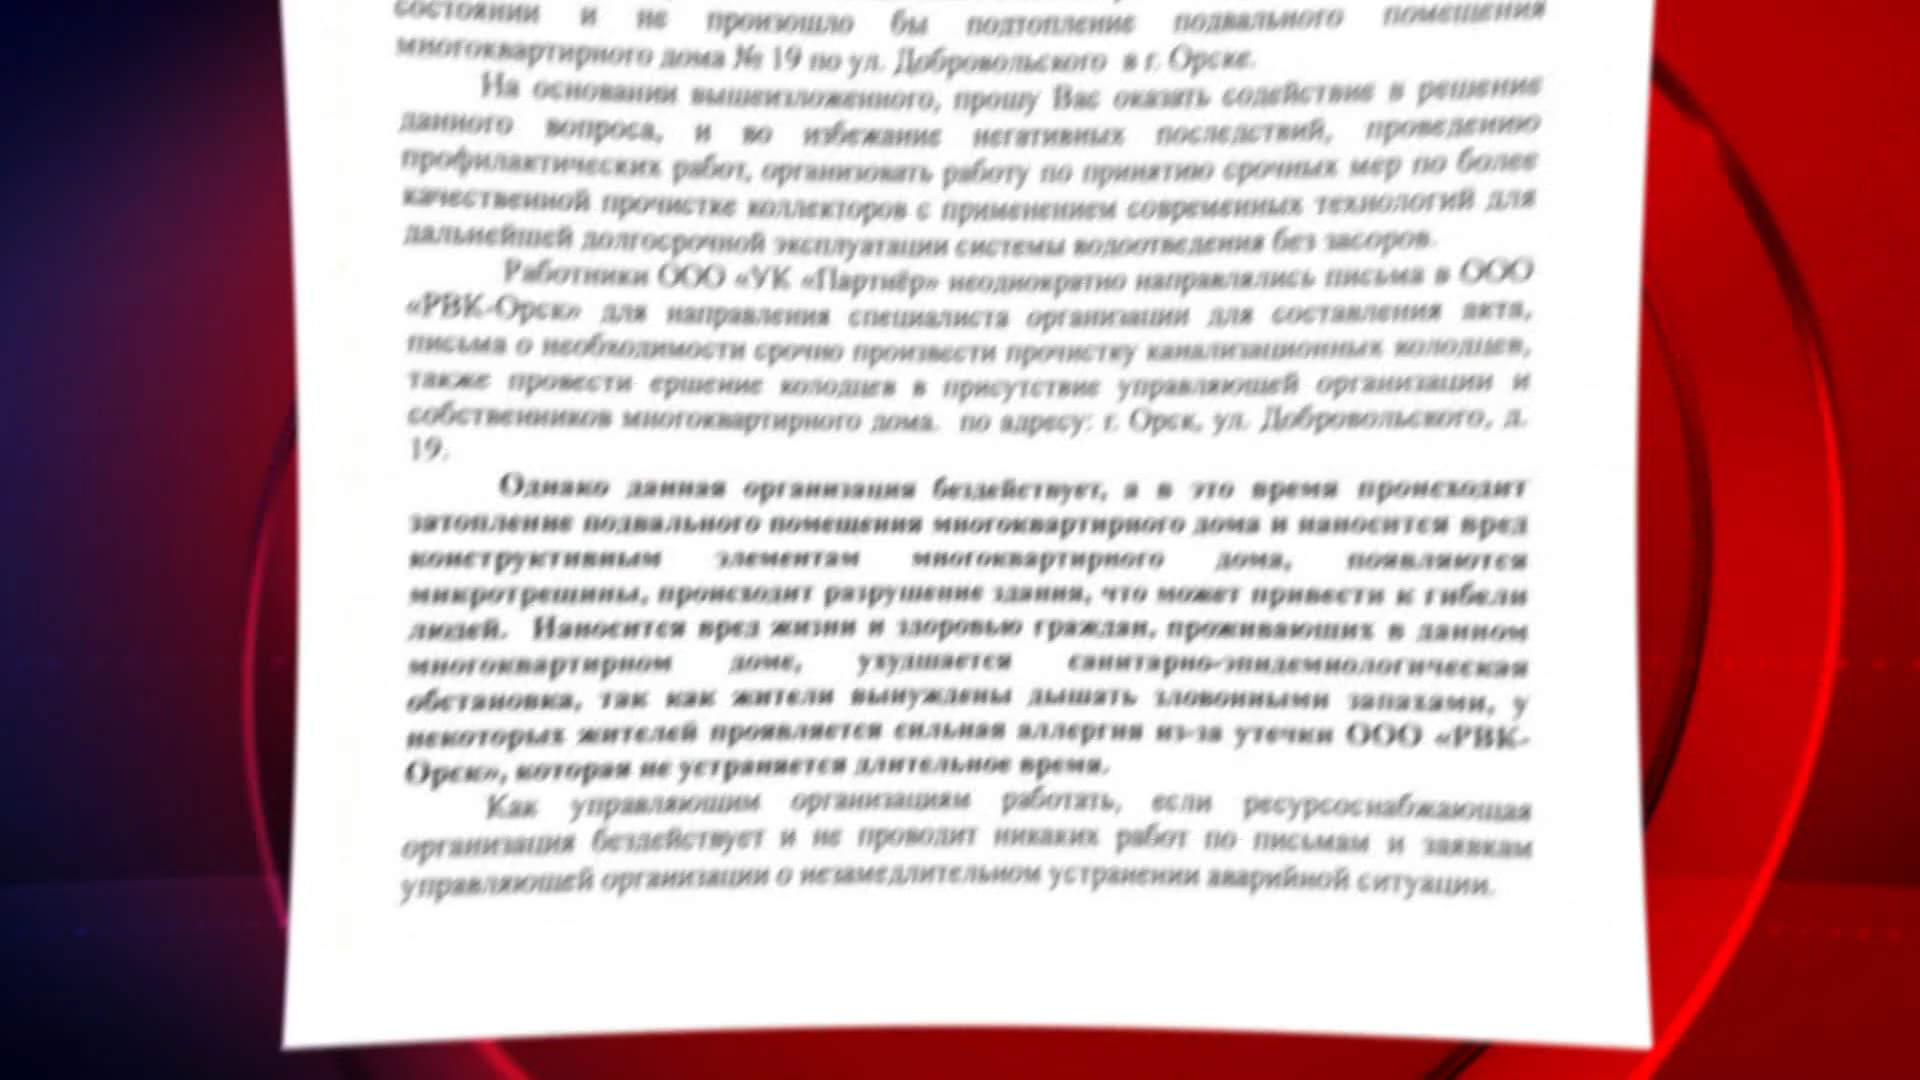 состоянии и не произошло бы подтопление подвального помещения
многоквартирного дома № 19 по ул. Добровольского в г. Орске.
На основании вышеизложенного, прошу Вас оказать содействие в решение
данного вопроса, и во избежание негативных последствий, проведению
профилактических работ, организовать работу по принятию срочных мер по более
качественной прочистке коллекторов с применением современных технологий для
дальнейшей долгосрочной эксплуатации системы водоотведения без засоров.
Работники ООО «УК «Партнёр» неоднократно направлялись письма в ООО
«РВК-Орск» для направления специалиста организации для составления акта,
письма о необходимости срочно произвести прочистку канализационных колодцев,
также провести ершение колодцев в присутствие управляющей организации и
собственников многоквартирного дома. по адресу: г. Орск, ул. Добровольского, д.
19.
Однако данная организация бездействует, а в это время происходит
затопление подвального помещения многоквартирного дома и наносится вред
конструктивным элементам многоквартирного дома, появляются
микротрещины, происходит разрушение здания, что может привести к гибели
людей. Наносится вред жизни и здоровью граждан, проживающих в данном
многоквартирном доме, ухудшается санитарно-эпидемиологическая
обстановка, так как жители вынуждены дышать зловонными запахами, у
некоторых жителей проявляется сильная аллергия из-за утечки ООО «РВК-
Орск», которая не устраняется длительное время.
Как управляющим организациям работать, если ресурсоснабжающая
организация бездействует и не проводит никаких работ по письмам и заявкам
управляющей организации о незамедлительном устранении аварийной ситуации.